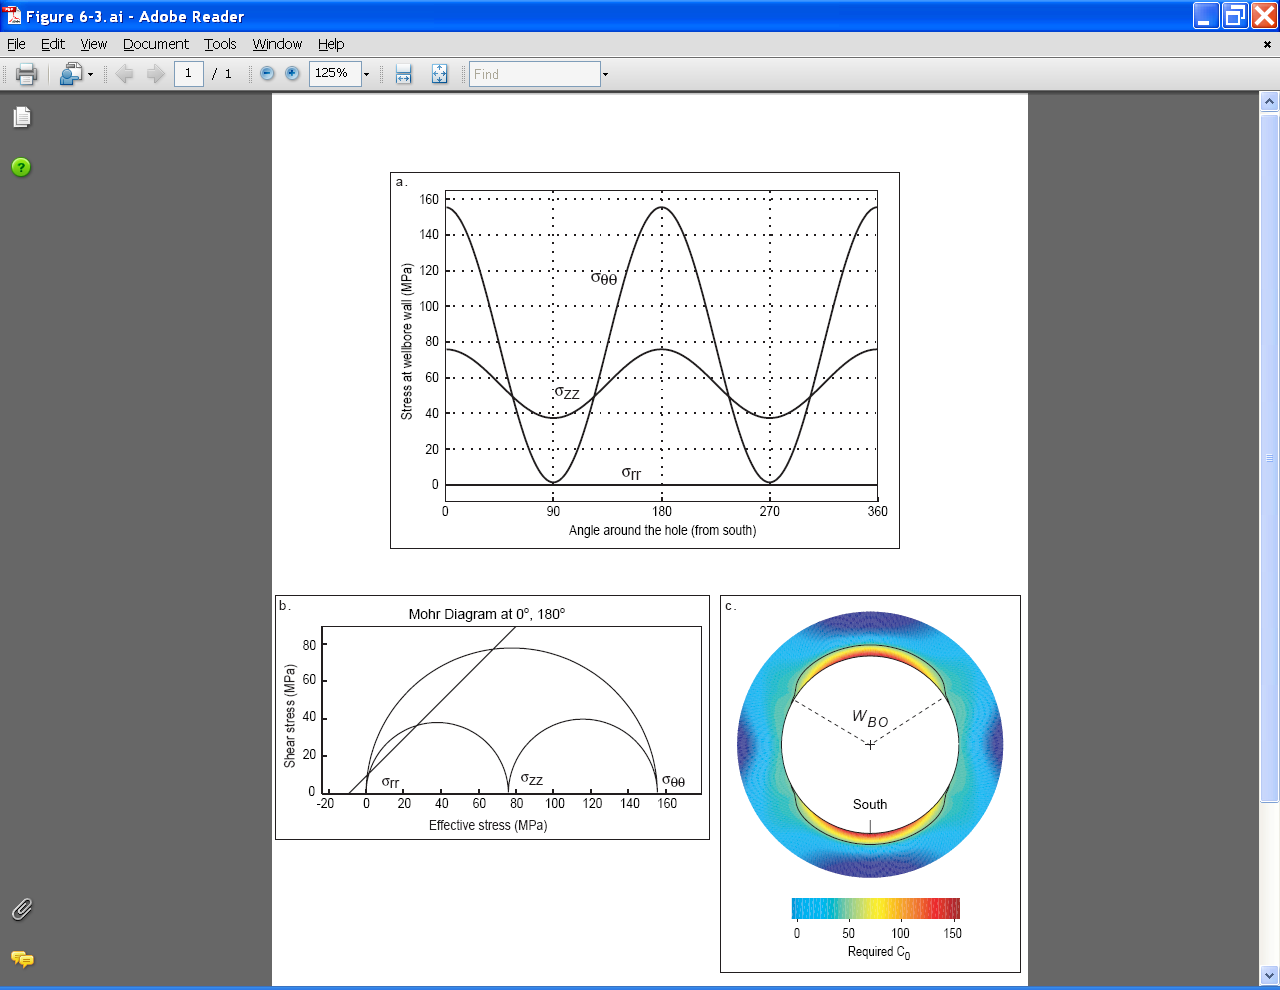 Figure 6-3.ai - Adobe Reader
File Edit View Document Tools Window Help
1 / 1 125% Find
a.
160
140
120
100
80
60
40
20
0
Stress at wellbore wall (MPa)
σθθ
σzz
σrr
0 90 180 270 360
Angle around the hole (from south)
b.
Mohr Diagram at 0°, 180°
80
60
40
20
0
Shear stress (MPa)
σrr σzz σθθ
-20 0 20 40 60 80 100 120 140 160
Effective stress (MPa)
c.
W BO
South
0 50 100 150
Required C0